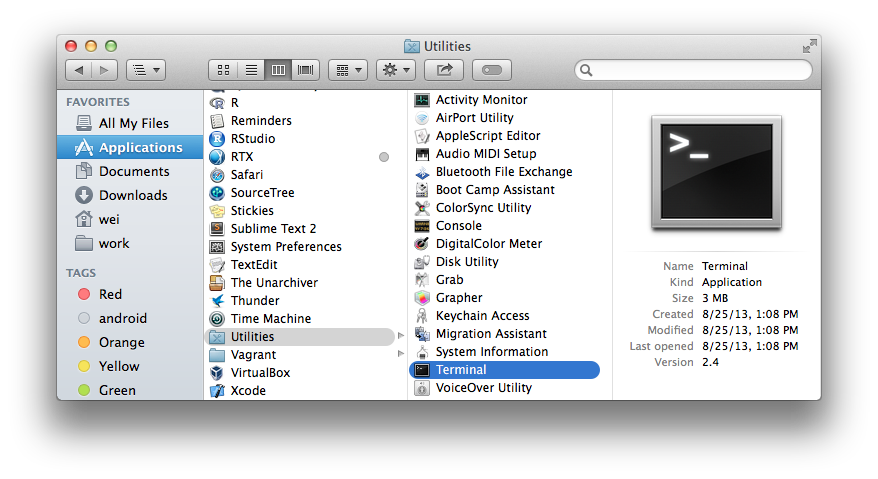 Utilities
FAVORITES
All My Files
Applications
Documents
Downloads
wei
work
TAGS
Red
android
Orange
Yellow
Green
R
Reminders
RStudio
RTX
Safari
SourceTree
Stickies
Sublime Text 2
System Preferences
TextEdit
The Unarchiver
Thunder
Time Machine
Utilities
Vagrant
VirtualBox
Xcode
Activity Monitor
AirPort Utility
AppleScript Editor
Audio MIDI Setup
Bluetooth File Exchange
Boot Camp Assistant
ColorSync Utility
Console
DigitalColor Meter
Disk Utility
Grab
Grapher
Keychain Access
Migration Assistant
System Information
Terminal
VoiceOver Utility
>_
Name Terminal
Kind Application
Size 3 MB
Created 8/25/13, 1:08 PM
Modified 8/25/13, 1:08 PM
Last opened 8/25/13, 1:08 PM
Version 2.4